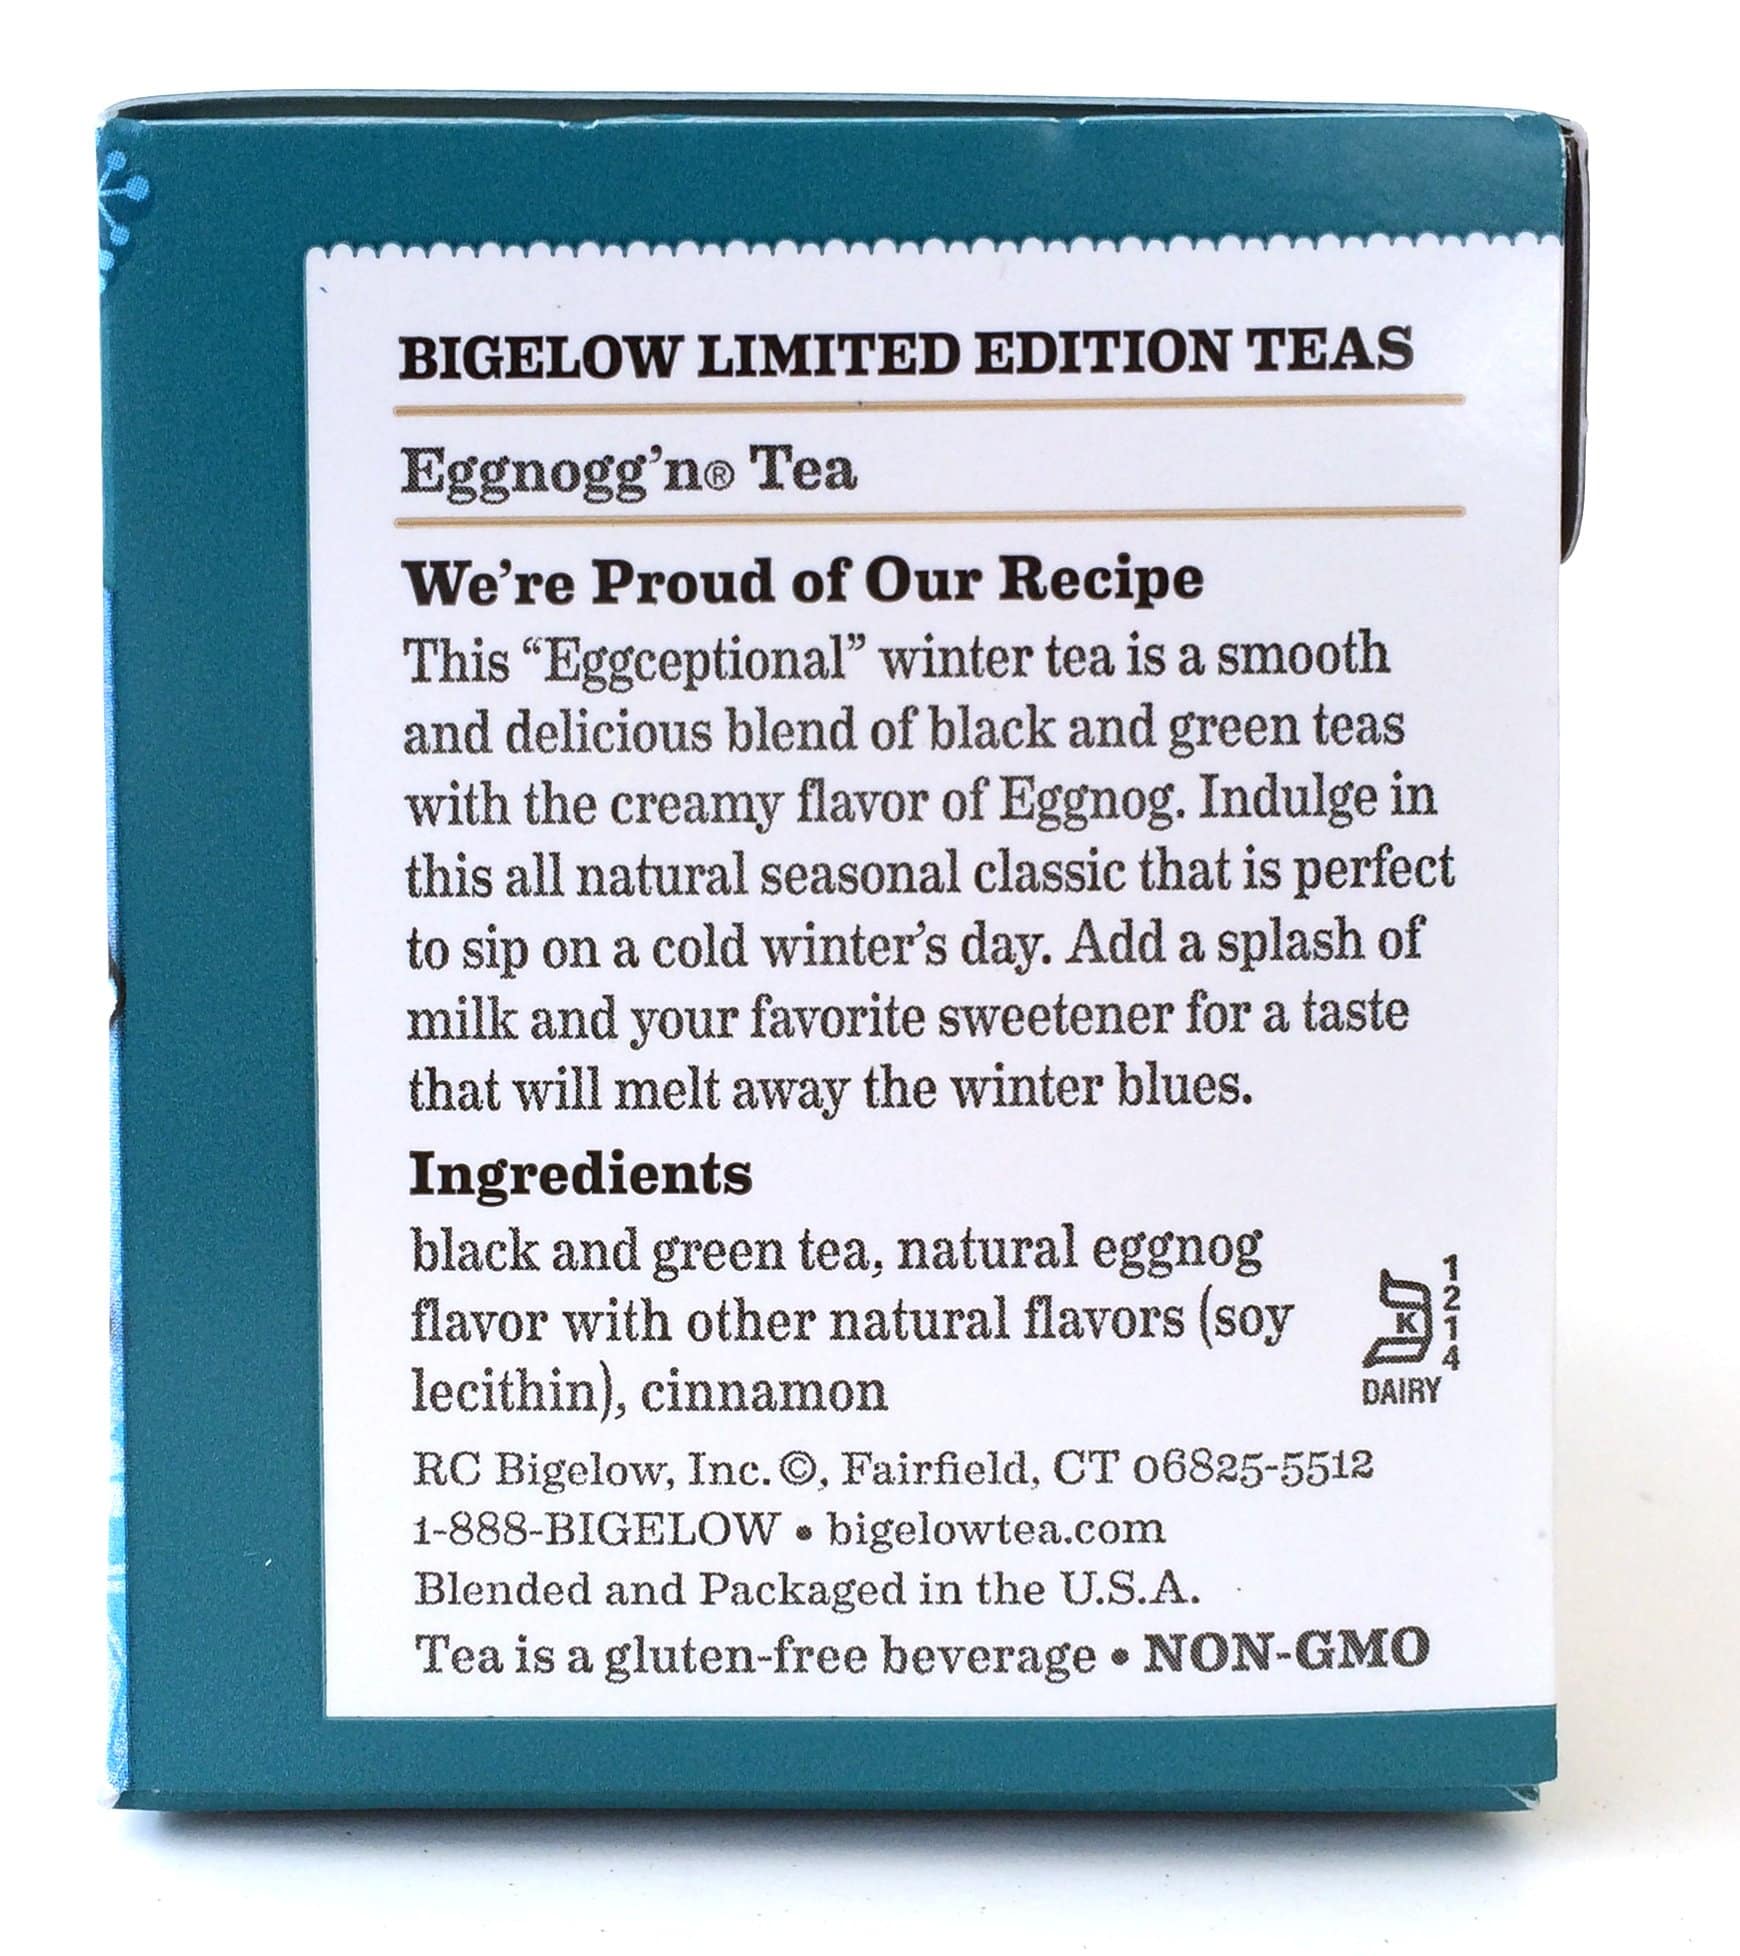 BIGELOW LIMITED EDITION TEAS
Eggnogg’n® Tea
We’re Proud of Our Recipe
This “Eggceptional” winter tea is a smooth
and delicious blend of black and green teas
with the creamy flavor of Eggnog. Indulge in
this all natural seasonal classic that is perfect
to sip on a cold winter’s day. Add a splash of
milk and your favorite sweetener for a taste
that will melt away the winter blues.
Ingredients
black and green tea, natural eggnog
flavor with other natural flavors (soy
lecithin), cinnamon
K
1
2
1
4
DAIRY
RC Bigelow, Inc. ©, Fairfield, CT 06825-5512
1-888-BIGELOW • bigelowtea.com
Blended and Packaged in the U.S.A.
Tea is a gluten-free beverage • NON-GMO